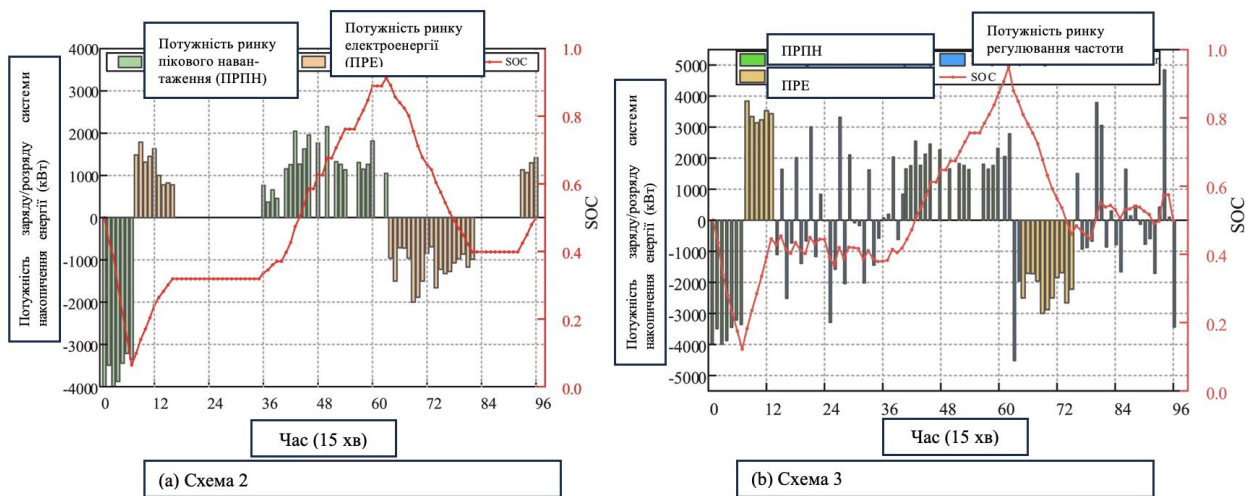 Потужність ринку
пікового наван-
таження (ПРПН)
Потужність ринку
електроенергії
(ПРЕ)
SOC
Потужність заряду/розряду системи
накопичення енергії (кВт)
4000
3000
2000
1000
0
-1000
-2000
-3000
-4000
1.0
0.8
0.6
0.4
0.2
0.0
SOC
0 12 24 36 48 60 72 84 96
Час (15 хв)
(a) Схема 2
ПРПН
ПРЕ
Потужність ринку
регулювання частоти
SOC
Потужність заряду/розряду системи
накопичення енергії (кВт)
5000
4000
3000
2000
1000
0
-1000
-2000
-3000
-4000
-5000
1.0
0.8
0.6
0.4
0.2
0.0
SOC
0 12 24 36 48 60 72 84 96
Час (15 хв)
(b) Схема 3